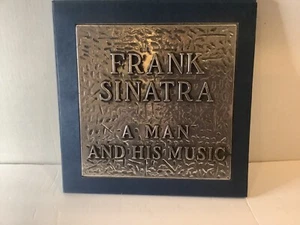 FRANK
SINATRA
A MAN
AND HIS MUSIC